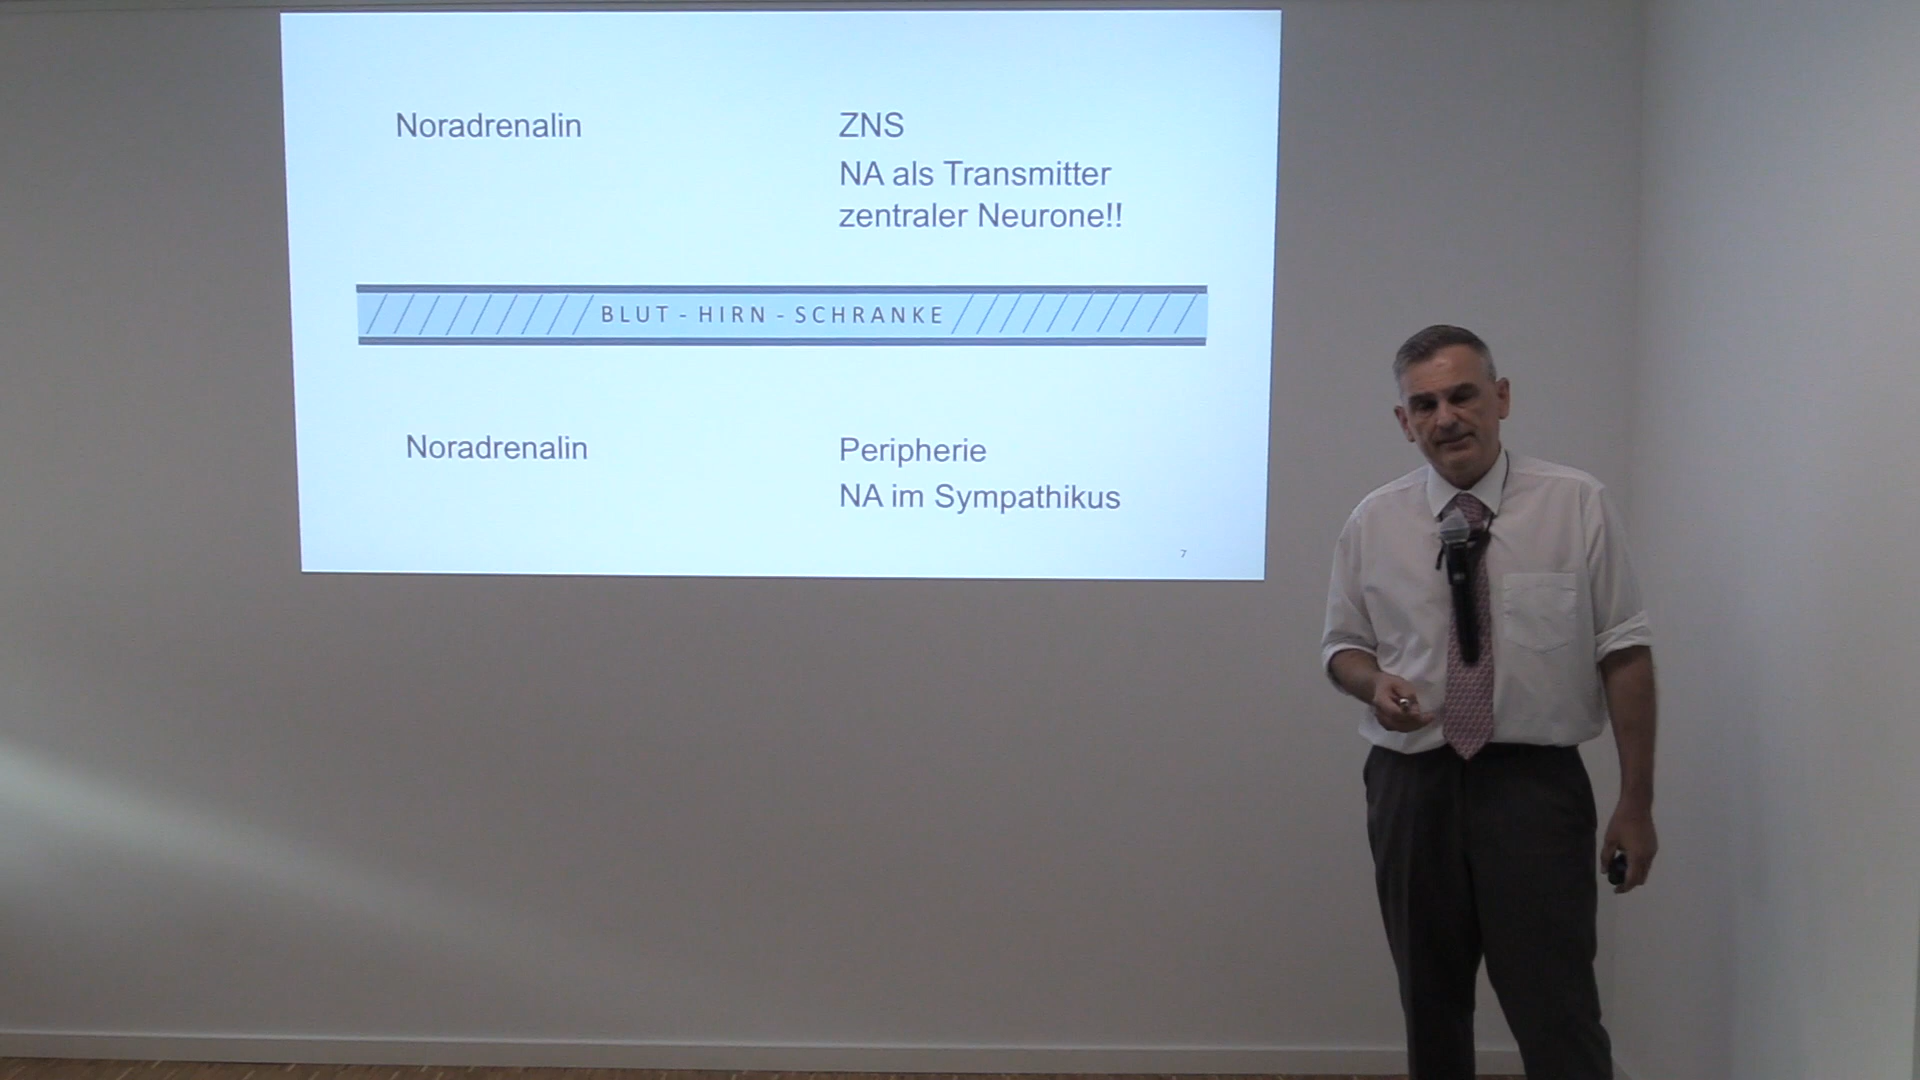 Noradrenalin
ZNS
NA als Transmitter
zentraler Neurone!!
BLUT - HIRN - SCHRANKE
Noradrenalin
Peripherie
NA im Sympathikus
7